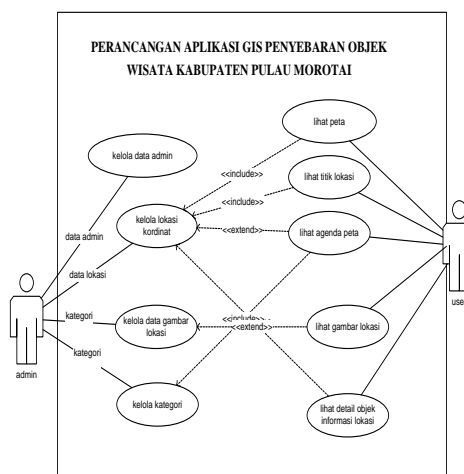 PERANCANGAN APLIKASI GIS PENYEBARAN OBJEK
WISATA KABUPATEN PULAU MOROTAI
lihat peta
kelola data admin
<<include>>
lihat titik lokasi
<<include>>
kelola lokasi
kordinat
<<extend>>
lihat agenda peta
data admin
data lokasi
user
kategori
kelola data gambar
lokasi
<<include>>
<<extend>>
lihat gambar lokasi
kategori
admin
kelola kategori
lihat detail objek
informasi lokasi